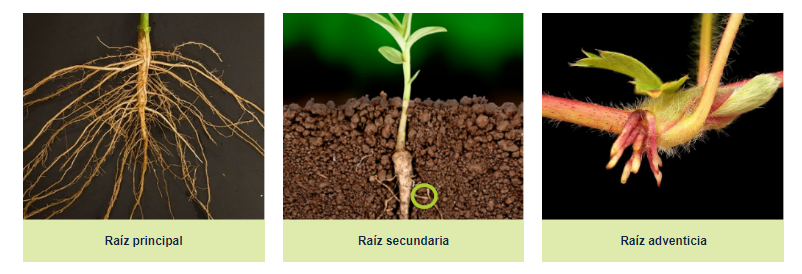 Raíz principal
Raíz secundaria
Raíz adventicia